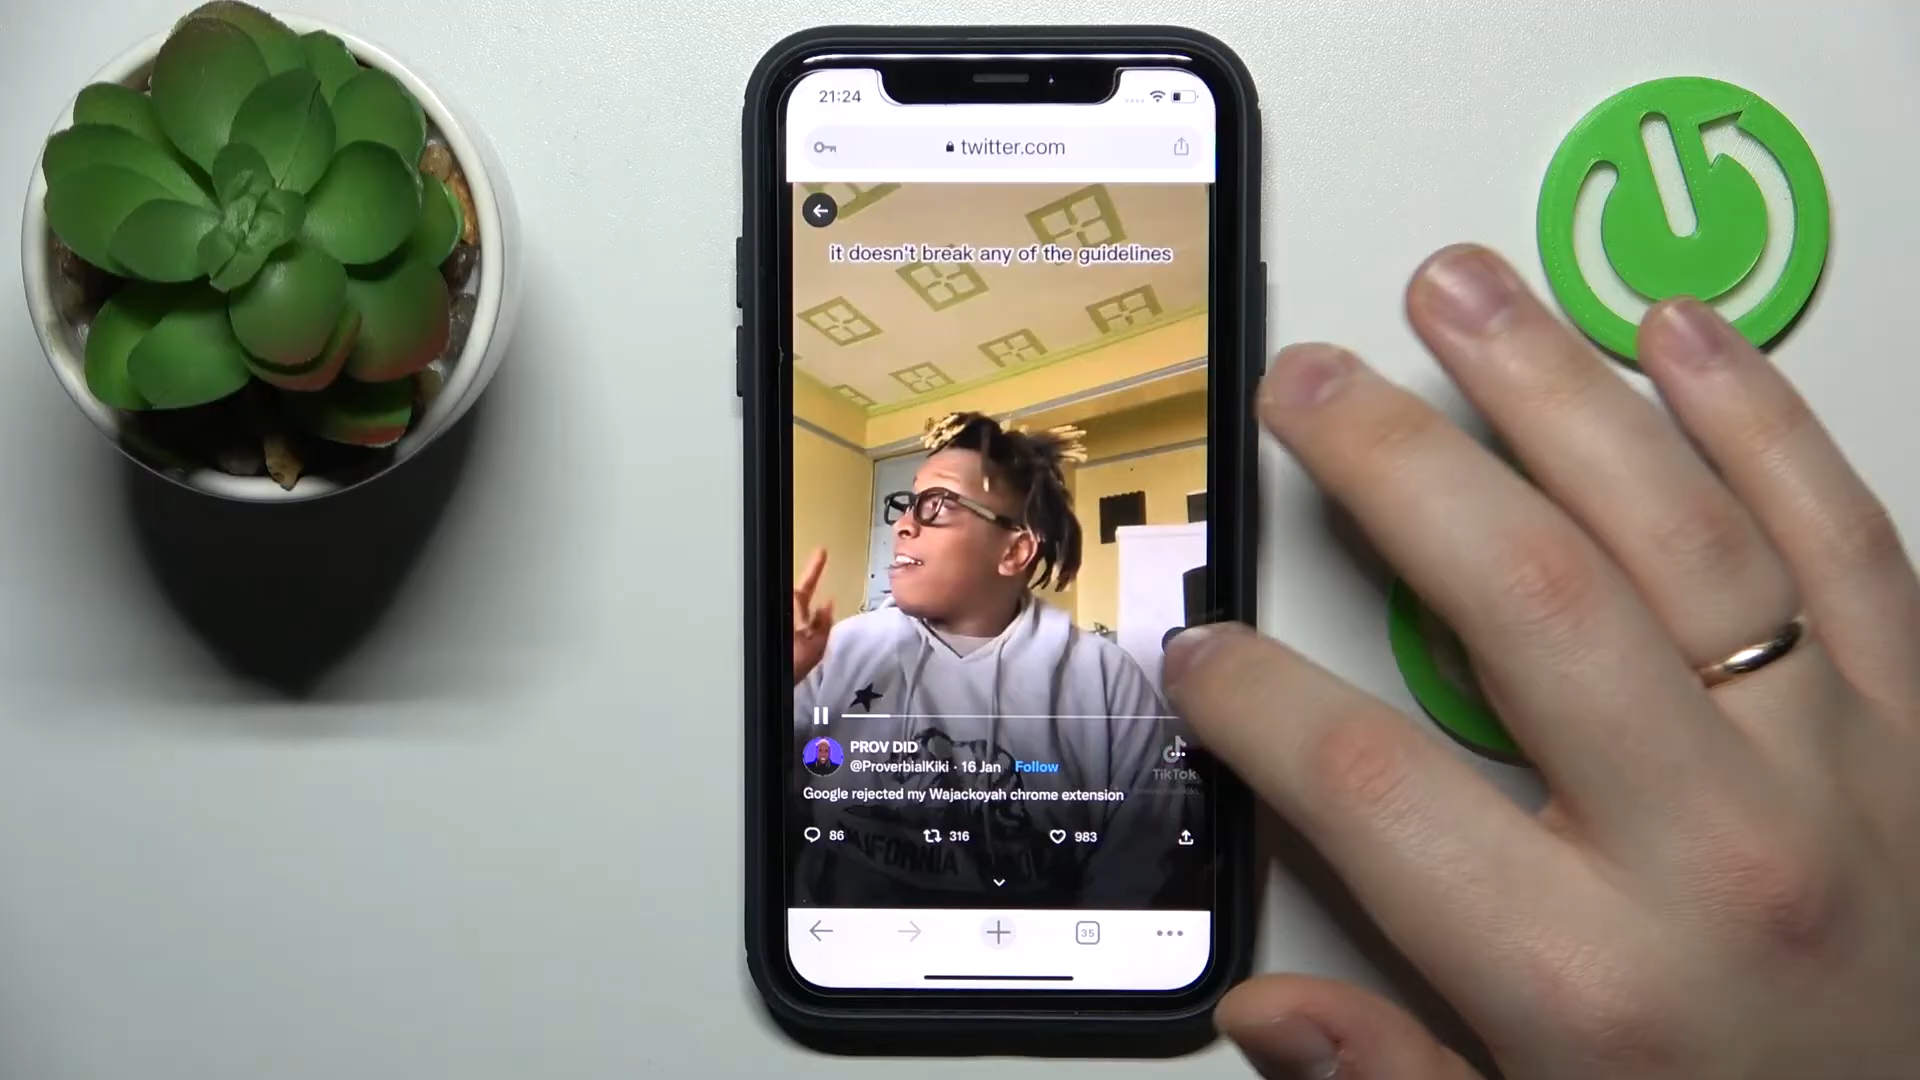 21:24
twitter.com
it doesn't break any of the guidelines
PROV DID
@ProverbialKiki · 16 Jan Follow
TikTok
Google rejected my Wajackoyah chrome extension
86 316 983
35